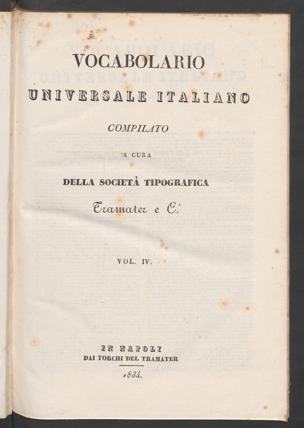 VOCABOLARIO
UNIVERSALE ITALIANO
COMPILATO
A CURA
DELLA SOCIETÀ TIPOGRAFICA
Tramater e C.i
VOL. IV.
IN NAPOLI
DAI TORCHI DEL TRAMATER
1834.